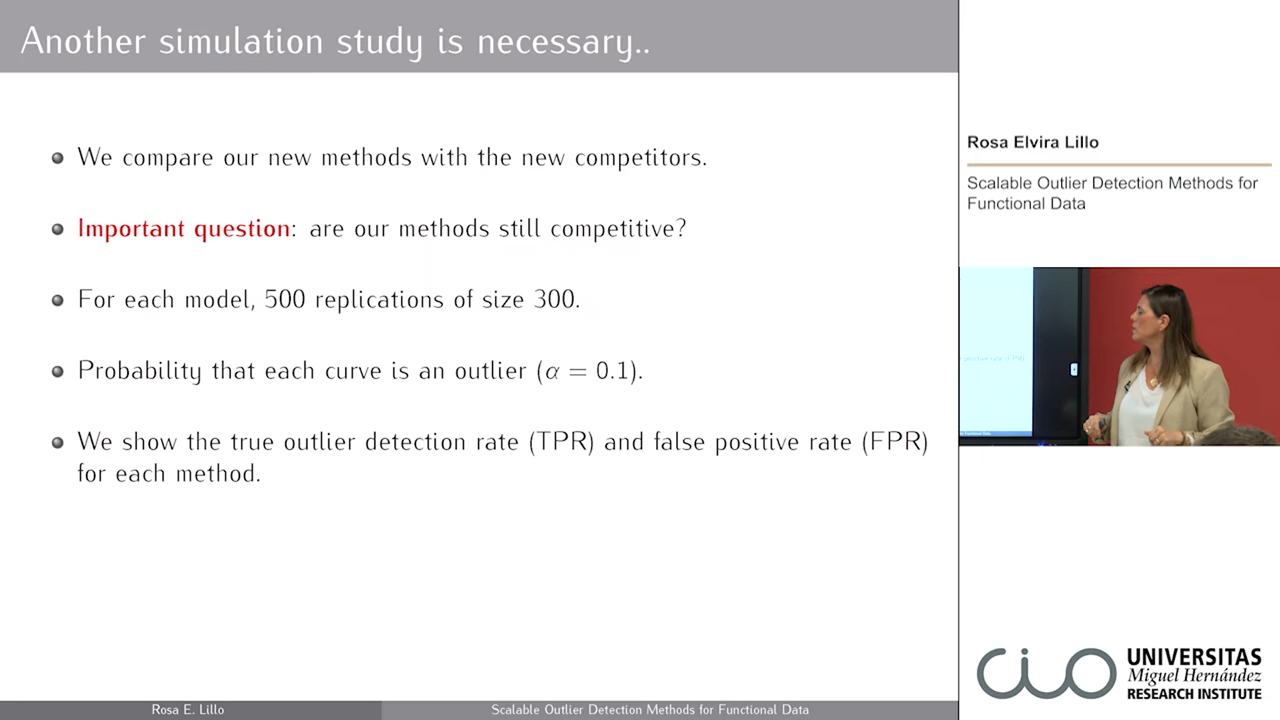 Another simulation study is necessary..
We compare our new methods with the new competitors.
Important question: are our methods still competitive?
For each model, 500 replications of size 300.
Probability that each curve is an outlier (α = 0.1).
We show the true outlier detection rate (TPR) and false positive rate (FPR)
for each method.
Rosa E. Lillo
Scalable Outlier Detection Methods for Functional Data
Rosa Elvira Lillo
Scalable Outlier Detection Methods for
Functional Data
positive rate (FPR)
cio
UNIVERSITAS
Miguel Hernández
RESEARCH INSTITUTE